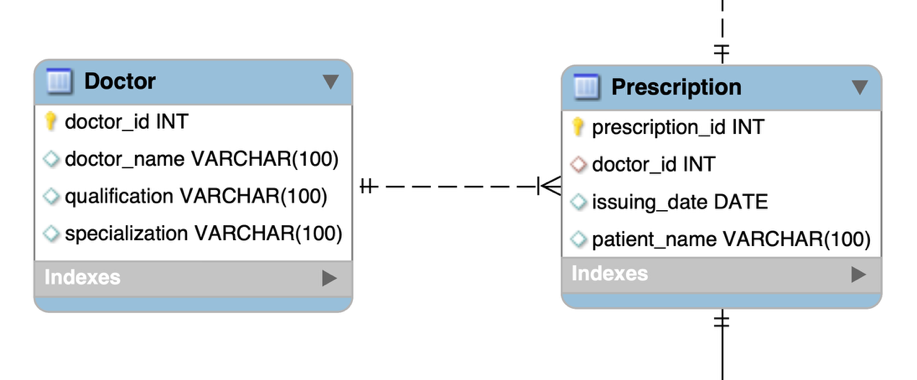 Doctor
doctor_id INT
doctor_name VARCHAR(100)
qualification VARCHAR(100)
specialization VARCHAR(100)
Indexes
Prescription
prescription_id INT
doctor_id INT
issuing_date DATE
patient_name VARCHAR(100)
Indexes